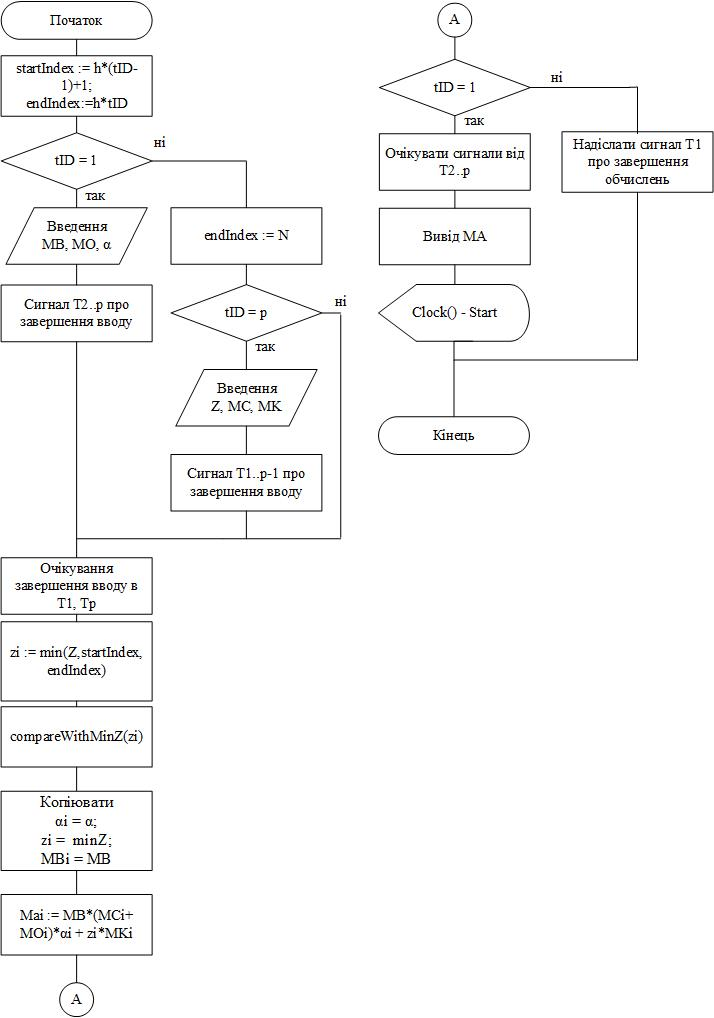 Початок
startIndex := h*(tID-
1)+1;
endIndex:=h*tID
tID = 1
ні
так
Введення
MB, MO, α
Сигнал T2..p про
завершення вводу
endIndex := N
tID = p
ні
так
Введення
Z, MC, MK
Сигнал T1..p-1 про
завершення вводу
Очікування
завершення вводу в
T1, Tp
zi := min(Z,startIndex,
endIndex)
compareWithMinZ(zi)
Копіювати
αi = α;
zi = minZ;
MBi = MB
Mai := MB*(MCi+
MOi)*αi + zi*MKi
A
A
tID = 1
ні
так
Очікувати сигнали від
T2..p
Надіслати сигнал T1
про завершення
обчислень
Вивід MA
Clock() - Start
Кінець